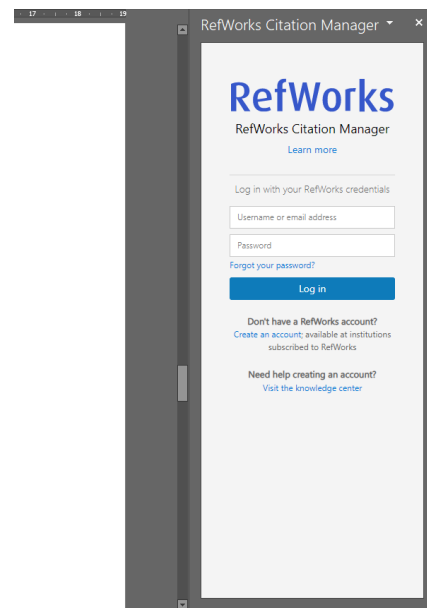 17 18 19
RefWorks Citation Manager
RefWorks
RefWorks Citation Manager
Learn more
Log in with your RefWorks credentials
Username or email address
Password
Forgot your password?
Log in
Don't have a RefWorks account?
Create an account; available at institutions
subscribed to RefWorks
Need help creating an account?
Visit the knowledge center